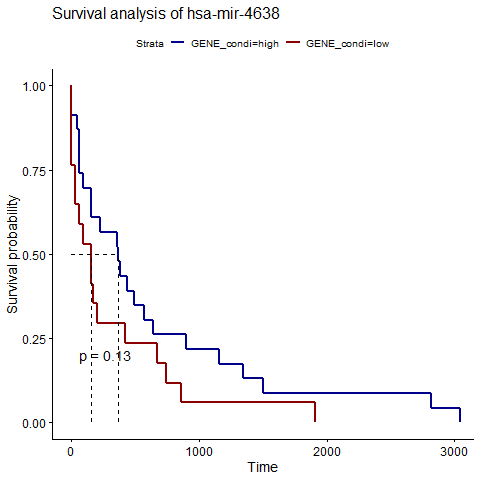 Survival analysis of hsa-mir-4638
Strata GENE_condi=high GENE_condi=low
Survival probability
1.00
0.75
0.50
0.25
0.00
p = 0.13
0 1000 2000 3000
Time